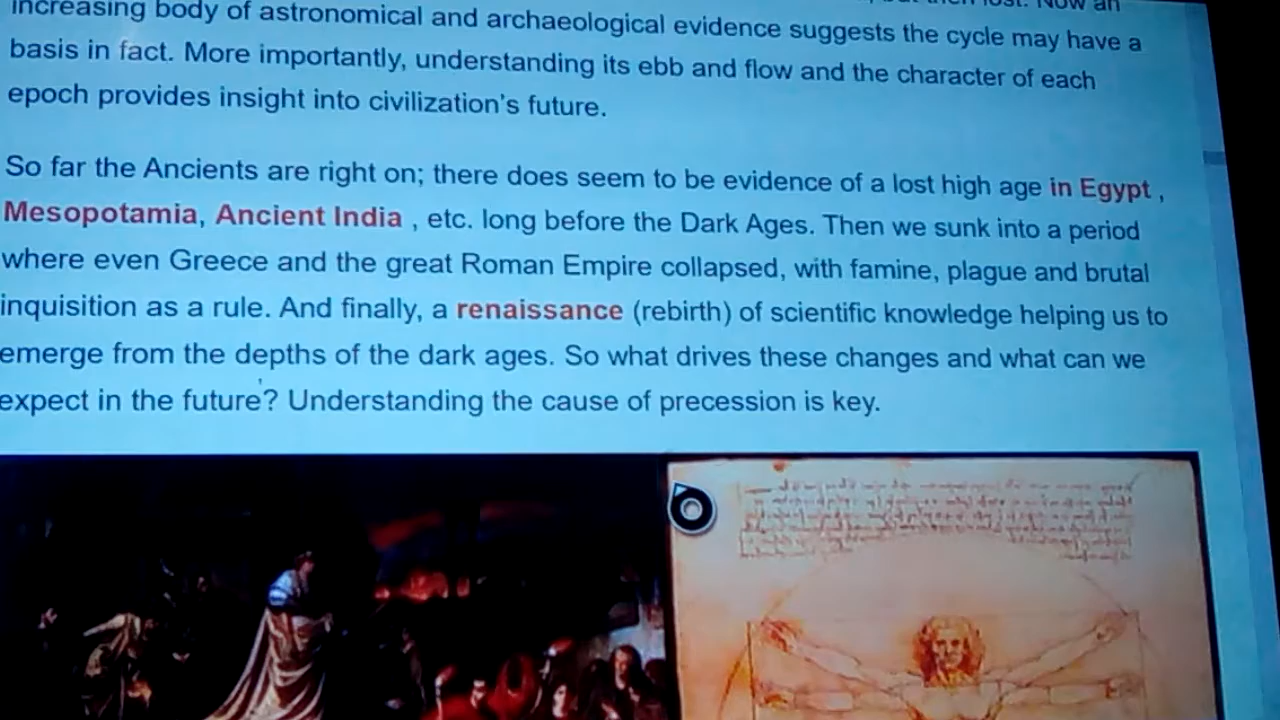 increasing body of astronomical and archaeological evidence suggests the cycle may have a
basis in fact. More importantly, understanding its ebb and flow and the character of each
epoch provides insight into civilization's future.
So far the Ancients are right on; there does seem to be evidence of a lost high age in Egypt ,
Mesopotamia, Ancient India , etc. long before the Dark Ages. Then we sunk into a period
where even Greece and the great Roman Empire collapsed, with famine, plague and brutal
inquisition as a rule. And finally, a renaissance (rebirth) of scientific knowledge helping us to
emerge from the depths of the dark ages. So what drives these changes and what can we
expect in the future? Understanding the cause of precession is key.